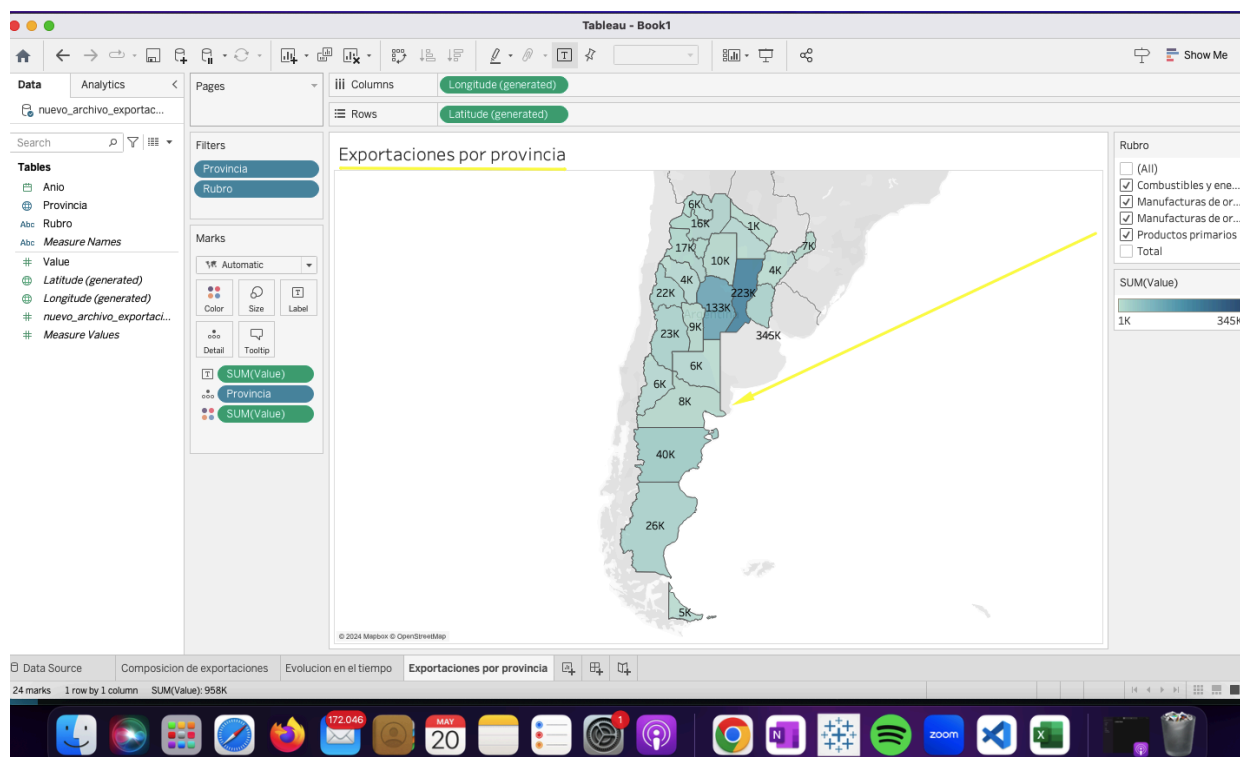 Tableau - Book1
Show Me
Data
Analytics
nuevo_archivo_exportac...
Search
Tables
Anio
Provincia
Abc Rubro
Abc Measure Names
Value
Latitude (generated)
Longitude (generated)
nuevo_archivo_exportaci...
Measure Values
Pages
Filters
Provincia
Rubro
Marks
Automatic
Color
Size
Label
Detail
Tooltip
SUM(Value)
Provincia
SUM(Value)
Columns
Longitude (generated)
Rows
Latitude (generated)
Exportaciones por provincia
6K
16K
1K
17K
7K
10K
4K
4K
22K
223K
133K
23K
9K
345K
6K
6K
8K
40K
26K
5K
© 2024 Mapbox © OpenStreetMap
Rubro
(All)
Combustibles y ene...
Manufacturas de or...
Manufacturas de or...
Productos primarios
Total
SUM(Value)
1K
345K
Data Source
Composicion de exportaciones
Evolucion en el tiempo
Exportaciones por provincia
24 marks
1 row by 1 column
SUM(Value): 958K
172.046
MAY
20
1
N
zoom
X